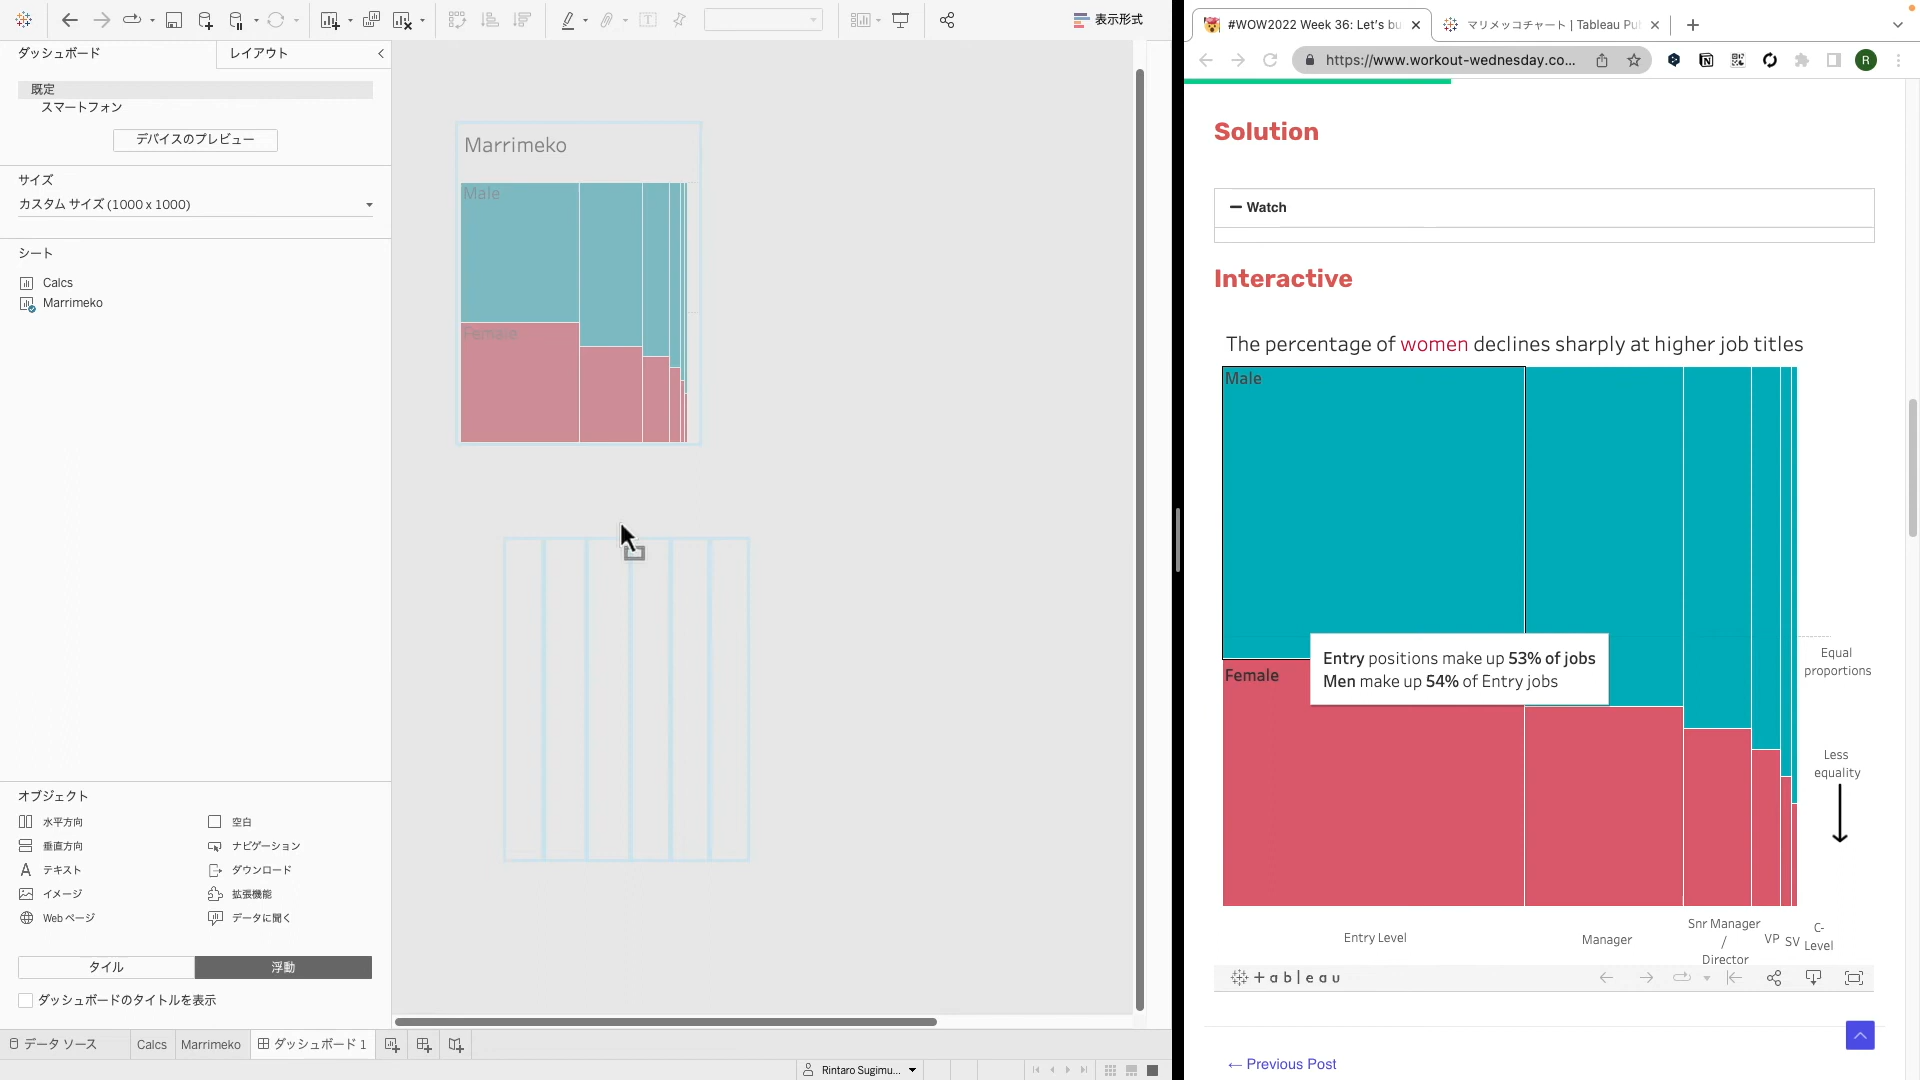 表示形式
ダッシュボード
レイアウト
既定
スマートフォン
デバイスのプレビュー
サイズ
カスタム サイズ (1000 x 1000)
シート
Calcs
Marrimeko
オブジェクト
水平方向
空白
垂直方向
ナビゲーション
テキスト
ダウンロード
イメージ
拡張機能
Web ページ
データに聞く
タイル
浮動
ダッシュボードのタイトルを表示
データ ソース
Calcs
Marrimeko
ダッシュボード 1
Rintaro Sugimu...
Marrimeko
Male
Female
#WOW2022 Week 36: Let's bu
マリメッコチャート | Tableau Pu
https://www.workout-wednesday.co...
R
Solution
Watch
Interactive
The percentage of women declines sharply at higher job titles
Male
Entry positions make up 53% of jobs
Men make up 54% of Entry jobs
Female
Equal
proportions
Less
equality
Entry Level
Manager
Snr Manager
/
Director
VP
SV
C-
Level
+ a b l e a u
← Previous Post